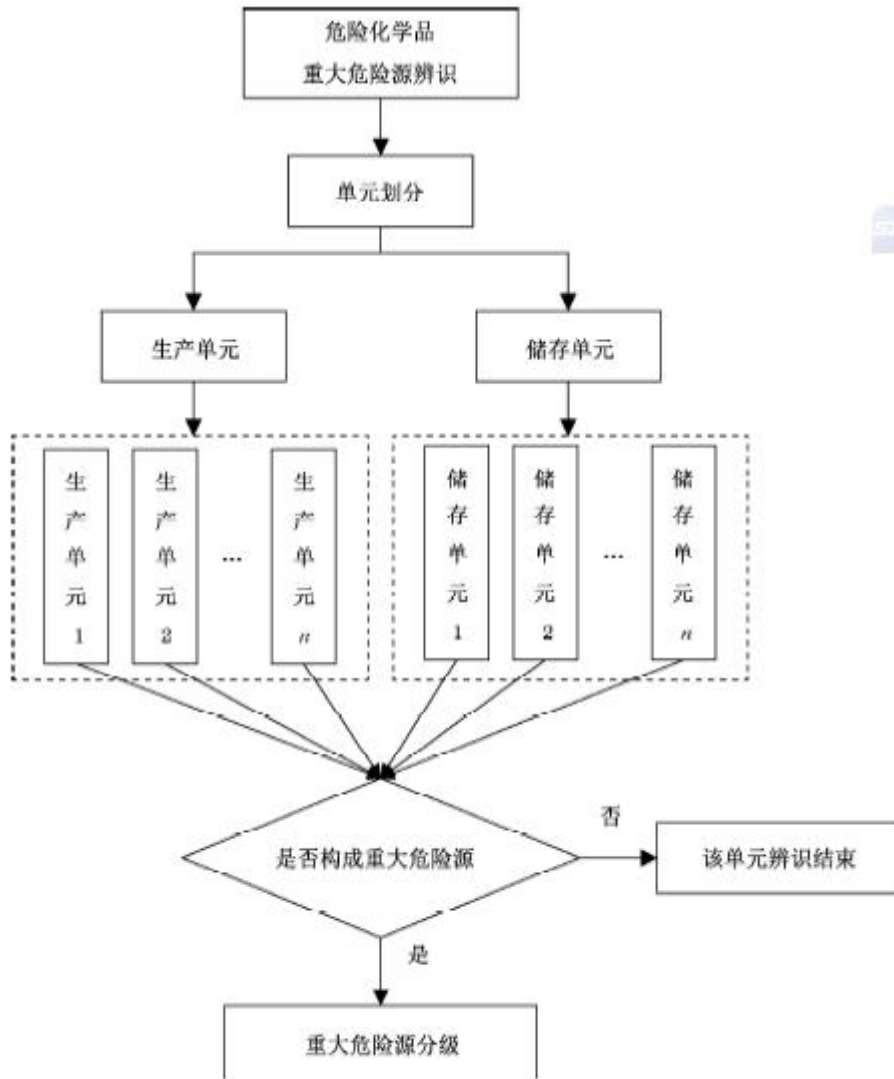 危险化学品
重大危险源辨识
单元划分
生产单元
储存单元
生产单元1
生产单元2
…
生产单元n
储存单元1
储存单元2
…
储存单元n
是否构成重大危险源
否
该单元辨识结束
是
重大危险源分级